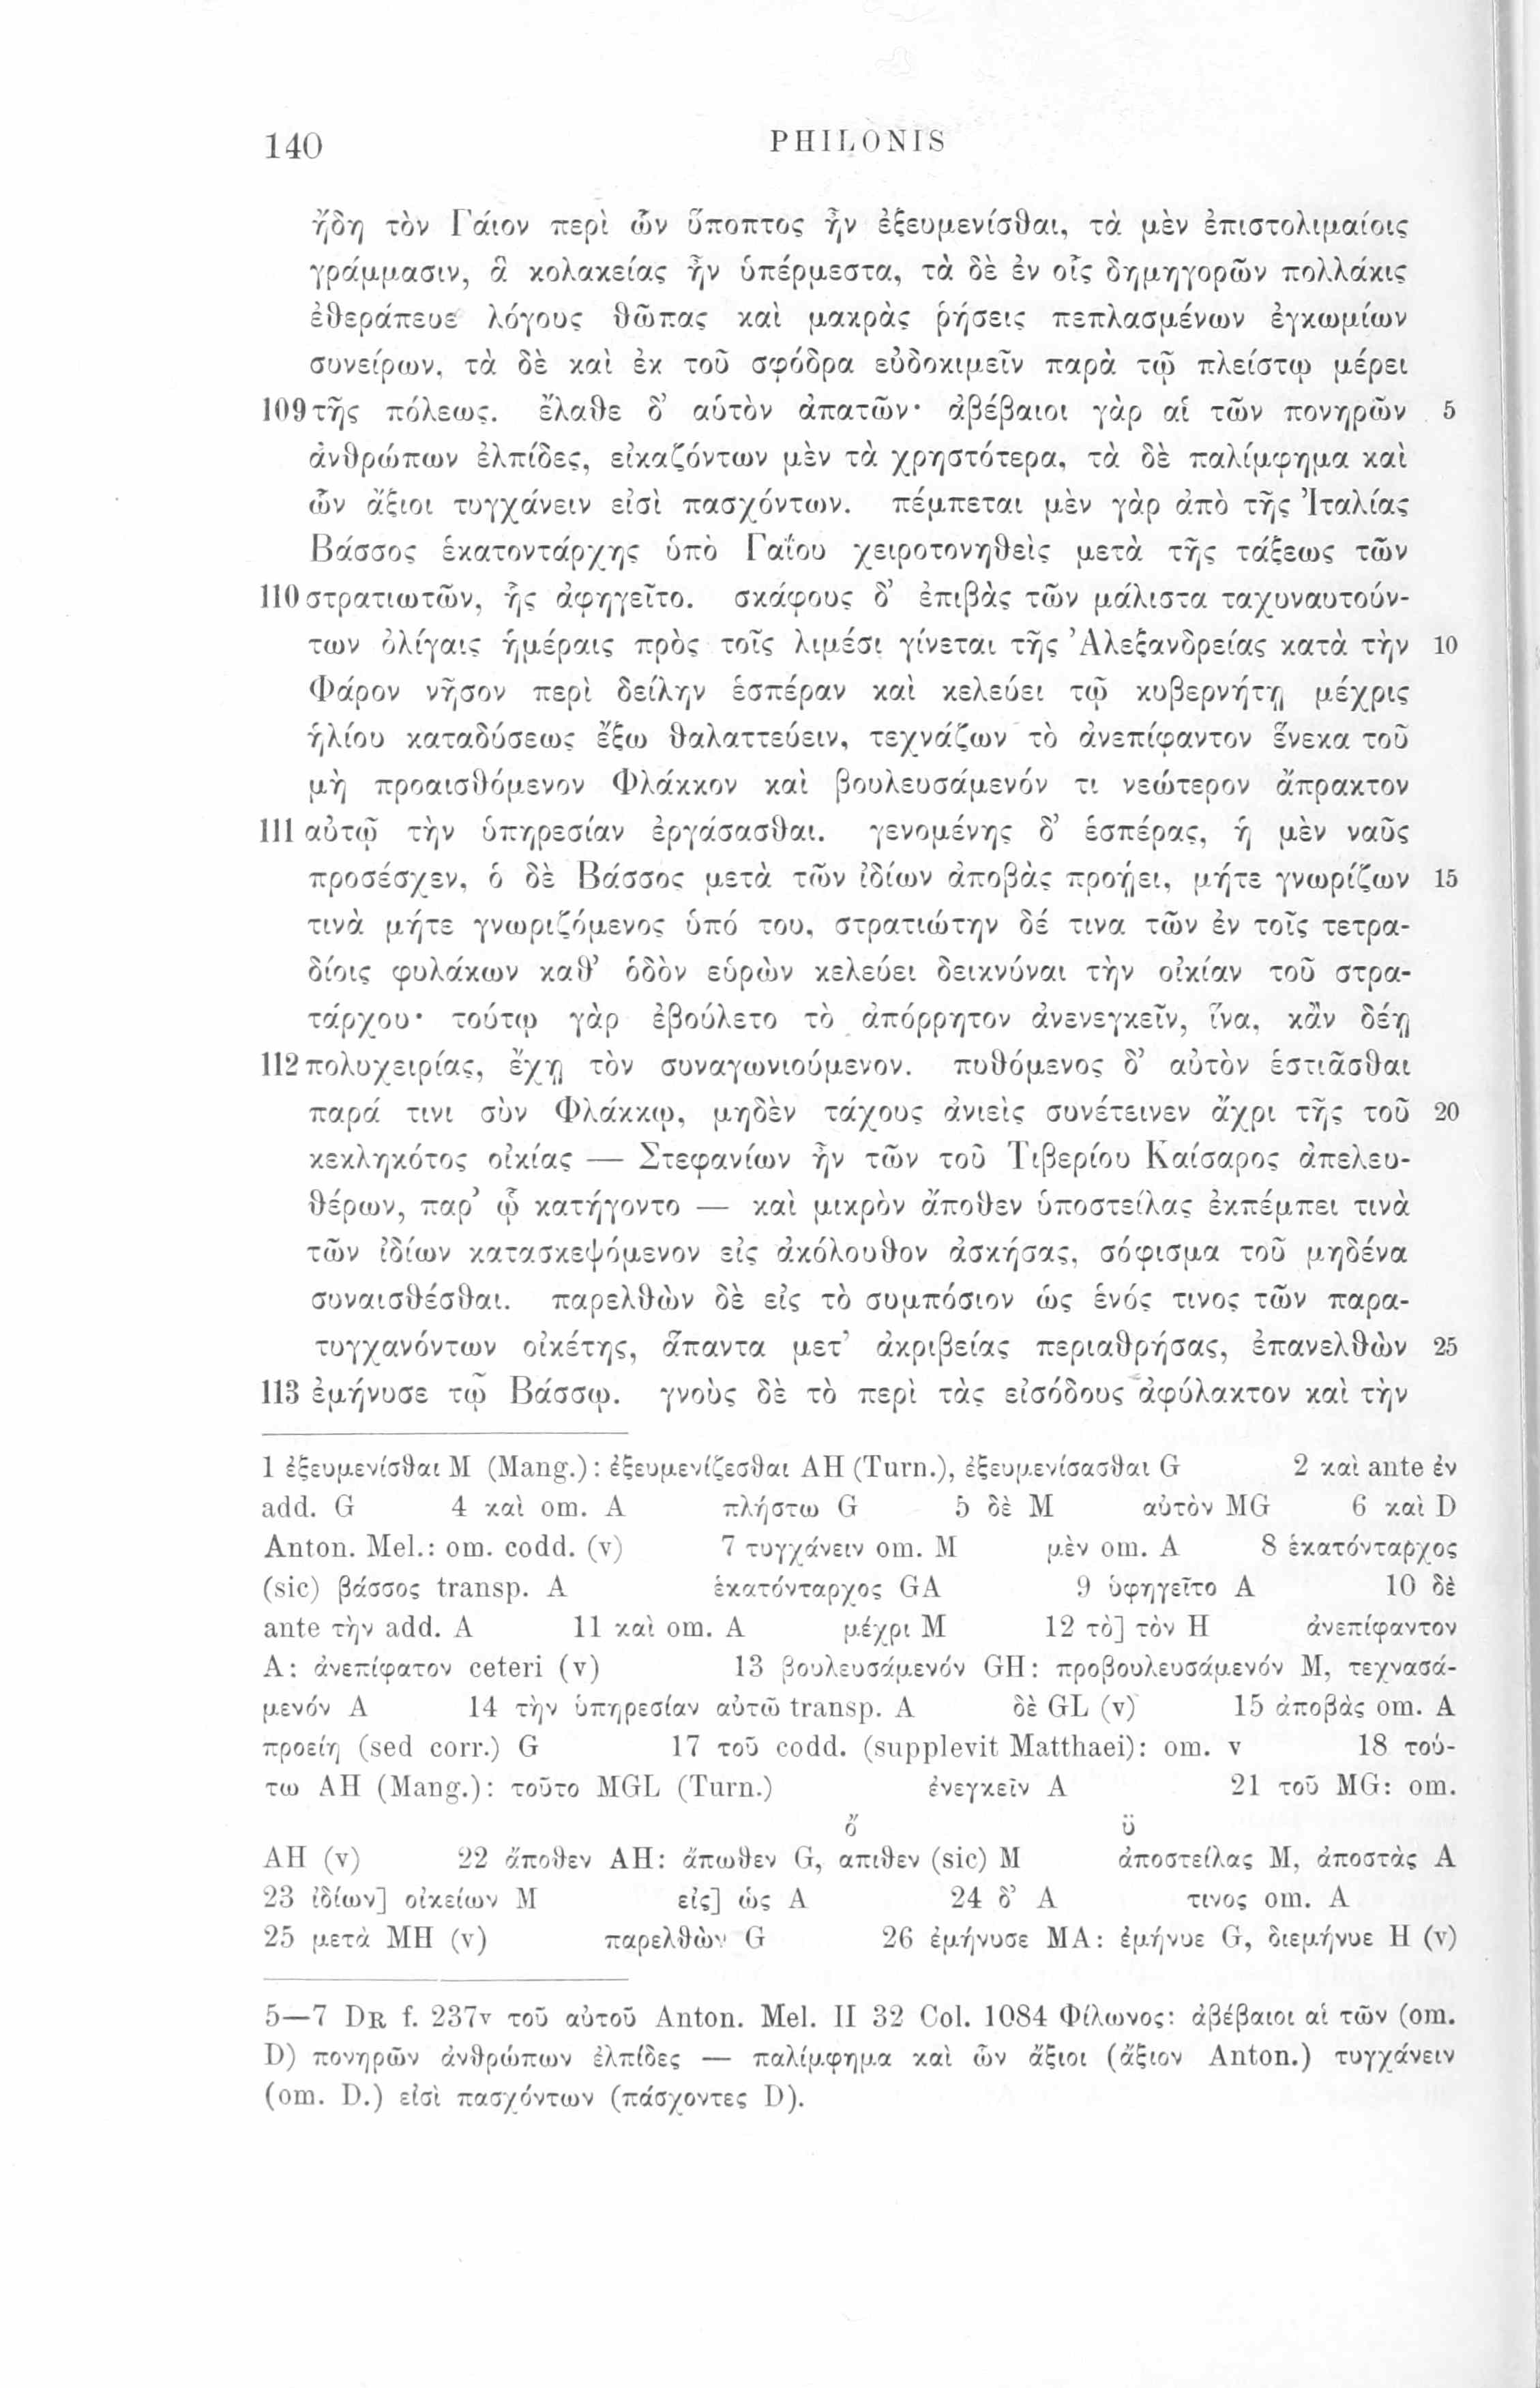 140 PHILONIS
ἤδη τὸν Γάιον περὶ ὧν ὕποπτος ἦν ἐξευμενίσθαι, τὰ μὲν ἐπιστολιμαίοις
γράμμασιν, ἃ κολακείας ἦν ὑπέρμεστα, τὰ δὲ ἐν οἷς δημηγορῶν πολλάκις
ἐθεράπευε λόγους θῶπας καὶ μακρὰς ῥήσεις πεπλασμένων ἐγκωμίων
συνείρων, τὰ δὲ καὶ ἐκ τοῦ σφόδρα εὐδοκιμεῖν παρὰ τῷ πλείστῳ μέρει
109 τῆς πόλεως. ἔλαθε δ’ αὑτὸν ἀπατῶν· ἀβέβαιοι γὰρ αἱ τῶν πονηρῶν 5
ἀνθρώπων ἐλπίδες, εἰκαζόντων μὲν τὰ χρηστότερα, τὰ δὲ παλίμφημα καὶ
ὧν ἄξιοι τυγχάνειν εἰσὶ πασχόντων. πέμπεται μὲν γὰρ ἀπὸ τῆς Ἰταλίας
Βάσσος ἑκατοντάρχης ὑπὸ Γαΐου χειροτονηθεὶς μετὰ τῆς τάξεως τῶν
110 στρατιωτῶν, ἧς ἀφηγεῖτο. σκάφους δ’ ἐπιβὰς τῶν μάλιστα ταχυναυτούν-
των ὀλίγαις ἡμέραις πρὸς τοῖς λιμέσι γίνεται τῆς Ἀλεξανδρείας κατὰ τὴν 10
Φάρον νῆσον περὶ δείλην ἑσπέραν καὶ κελεύει τῷ κυβερνήτῃ μέχρις
ἡλίου καταδύσεως ἔξω θαλαττεύειν, τεχνάζων τὸ ἀνεπίφαντον ἕνεκα τοῦ
μὴ προαισθόμενον Φλάκκον καὶ βουλευσάμενόν τι νεώτερον ἄπρακτον
111 αὐτῷ τὴν ὑπηρεσίαν ἐργάσασθαι. γενομένης δ’ ἑσπέρας, ἡ μὲν ναῦς
προσέσχεν, ὁ δὲ Βάσσος μετὰ τῶν ἰδίων ἀποβὰς προῄει, μήτε γνωρίζων 15
τινὰ μήτε γνωριζόμενος ὑπό του, στρατιώτην δέ τινα τῶν ἐν τοῖς τετρα-
δίοις φυλάκων καθ’ ὁδὸν εὑρὼν κελεύει δεικνύναι τὴν οἰκίαν τοῦ στρα-
τάρχου· τούτῳ γὰρ ἐβούλετο τὸ ἀπόρρητον ἀνενεγκεῖν, ἵνα, κἂν δέῃ
112 πολυχειρίας, ἔχῃ τὸν συναγωνιούμενον. πυθόμενος δ’ αὐτὸν ἑστιᾶσθαι
παρά τινι σὺν Φλάκκῳ, μηδὲν τάχους ἀνιεὶς συνέτεινεν ἄχρι τῆς τοῦ 20
κεκληκότος οἰκίας — Στεφανίων ἦν τῶν τοῦ Τιβερίου Καίσαρος ἀπελευ-
θέρων, παρ’ ᾧ κατήγοντο — καὶ μικρὸν ἄποθεν ὑποστείλας ἐκπέμπει τινὰ
τῶν ἰδίων κατασκεψόμενον εἰς ἀκόλουθον ἀσκήσας, σόφισμα τοῦ μηδένα
συναισθέσθαι. παρελθὼν δὲ εἰς τὸ συμπόσιον ὡς ἑνός τινος τῶν παρα-
τυγχανόντων οἰκέτης, ἅπαντα μετ’ ἀκριβείας περιαθρήσας, ἐπανελθὼν 25
113 ἐμήνυσε τῷ Βάσσῳ. γνοὺς δὲ τὸ περὶ τὰς εἰσόδους ἀφύλακτον καὶ τὴν
1 ἐξευμενίσθαι M (Mang.): ἐξευμενίζεσθαι AH (Turn.), ἐξευμενίσασθαι G 2 καὶ ante ἐν
add. G 4 καὶ om. A πλήστω G 5 δὲ M αὐτὸν MG 6 καὶ D
Anton. Mel.: om. codd. (v) 7 τυγχάνειν om. M μὲν om. A 8 ἑκατόνταρχος
(sic) βάσσος transp. A ἑκατόνταρχος GA 9 ὑφηγεῖτο A 10 δὲ
ante τὴν add. A 11 καὶ om. A μέχρι M 12 τὸ] τὸν H ἀνεπίφαντον
A: ἀνεπίφατον ceteri (v) 13 βουλευσάμενόν GH: προβουλευσάμενόν M, τεχνασά-
μενόν A 14 τὴν ὑπηρεσίαν αὐτῶ transp. A δὲ GL (v) 15 ἀποβὰς om. A
προείη (sed corr.) G 17 τοῦ codd. (supplevit Matthaei): om. v 18 τού-
τω AH (Mang.): τοῦτο MGL (Turn.) ἐνεγκεῖν A 21 τοῦ MG: om.
ὄ ὑ
AH (v) 22 ἄποθεν AH: ἄπωθεν G, απιθεν (sic) M ἀποστείλας M, ἀποστὰς A
23 ἰδίων] οἰκείων M εἰς] ὡς A 24 δ’ A τινος om. A
25 μετὰ MH (v) παρελθὼν G 26 ἐμήνυσε MA: ἐμήνυε G, διεμήνυε H (v)
5—7 DR f. 237v τοῦ αὐτοῦ Anton. Mel. II 32 Col. 1084 Φίλωνος: ἀβέβαιοι αἱ τῶν (om.
D) πονηρῶν ἀνθρώπων ἐλπίδες — παλίμφημα καὶ ὧν ἄξιοι (ἄξιον Anton.) τυγχάνειν
(om. D.) εἰσὶ πασχόντων (πάσχοντες D).